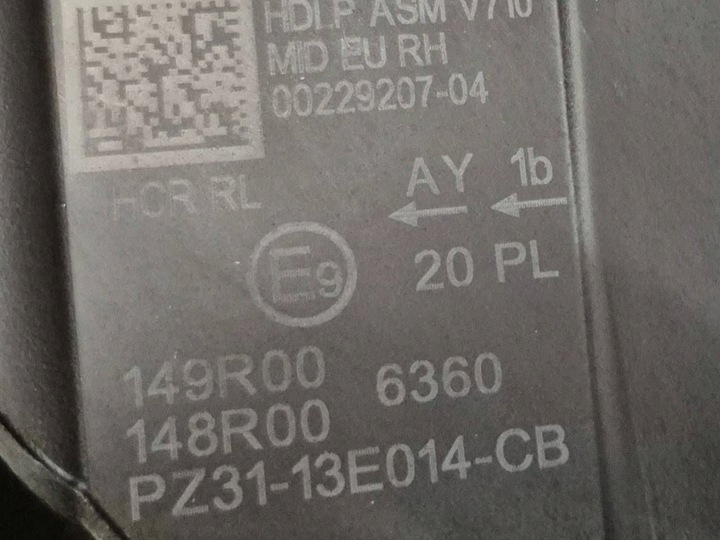 HDLP ASM V710
MID EU RH
00229207-04
HCR RL
AY 1b
E9
20 PL
149R00
6360
148R00
PZ31-13E014-CB